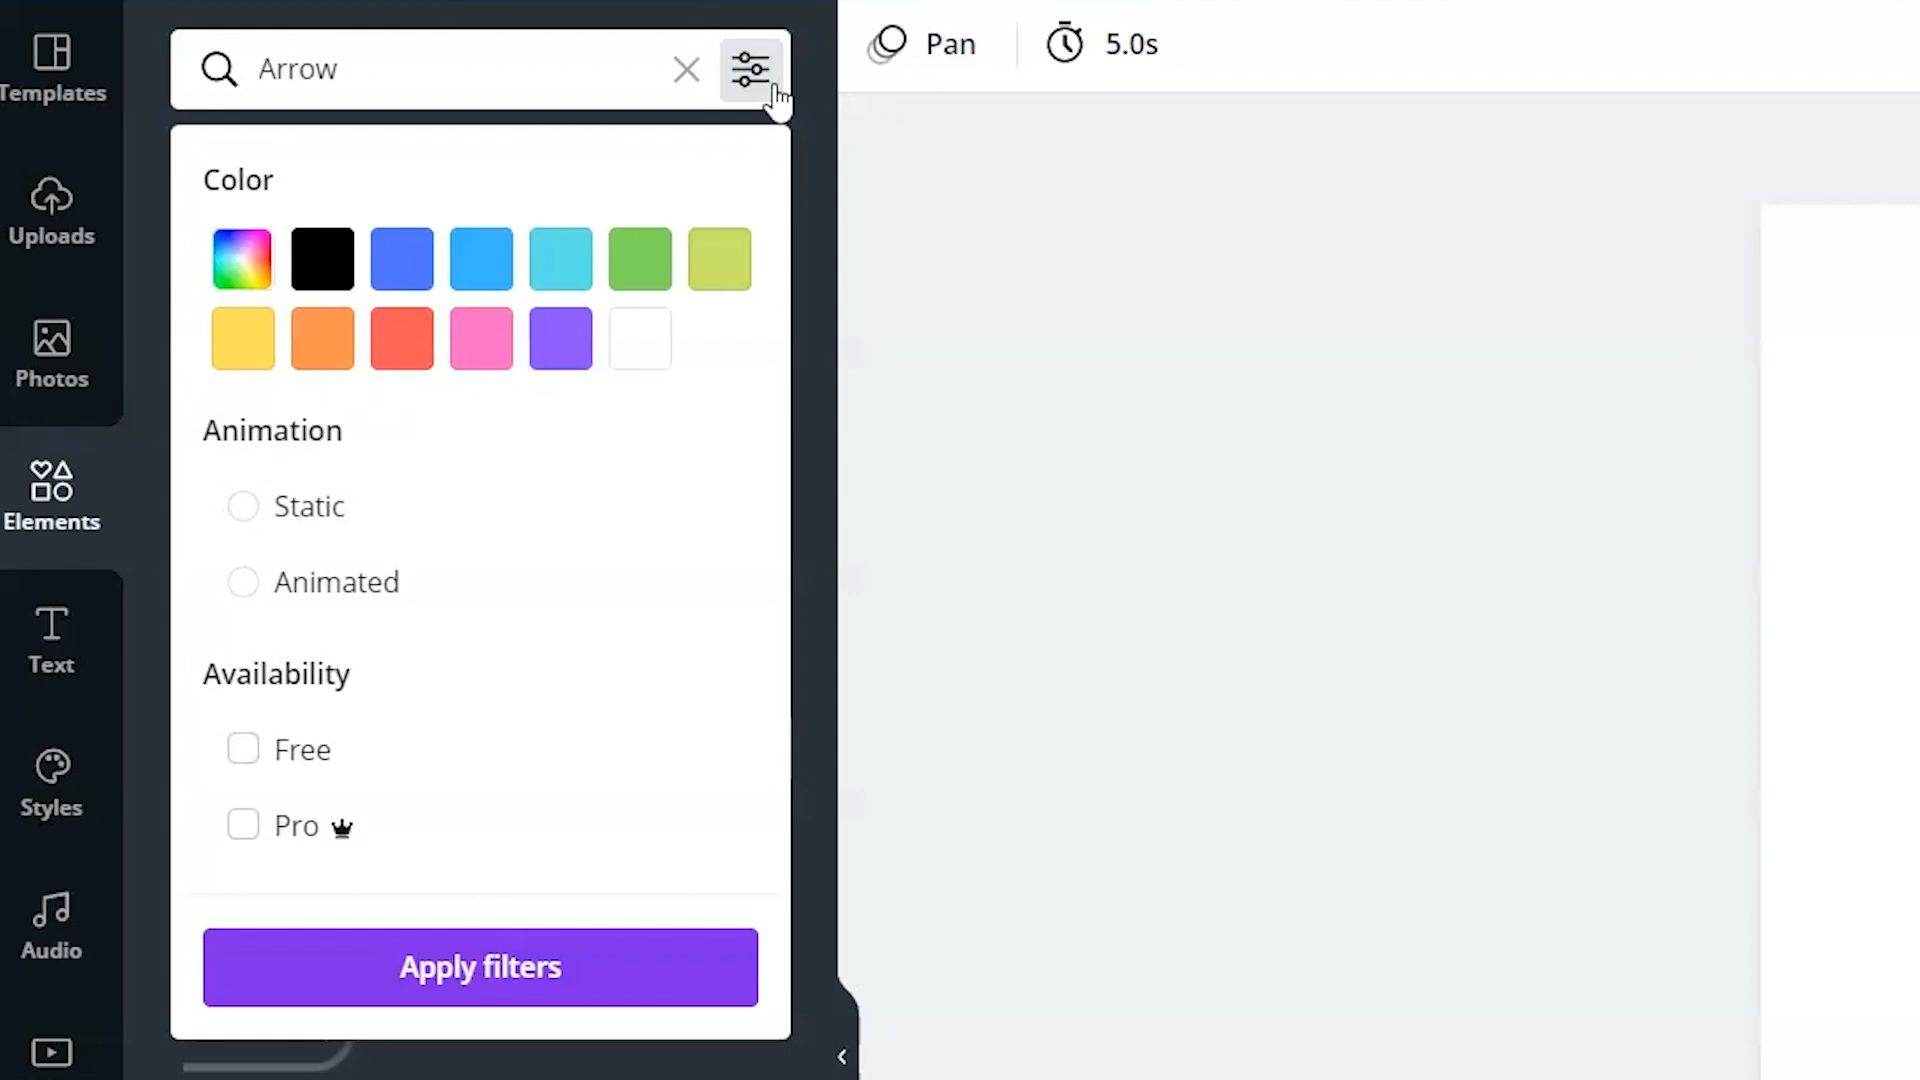 Templates
Uploads
Photos
Elements
Text
Styles
Audio
Arrow
Color
Animation
Static
Animated
Availability
Free
Pro
Apply filters
Pan
5.0s